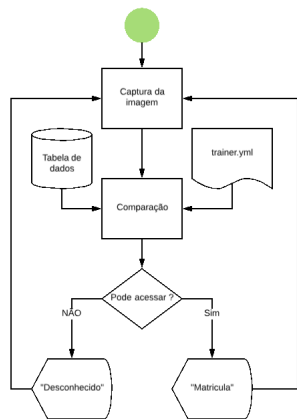 Captura da
imagem
Tabela de
dados
trainer.yml
Comparação
Pode acessar ?
NÃO
Sim
"Desconhecido"
"Matricula"